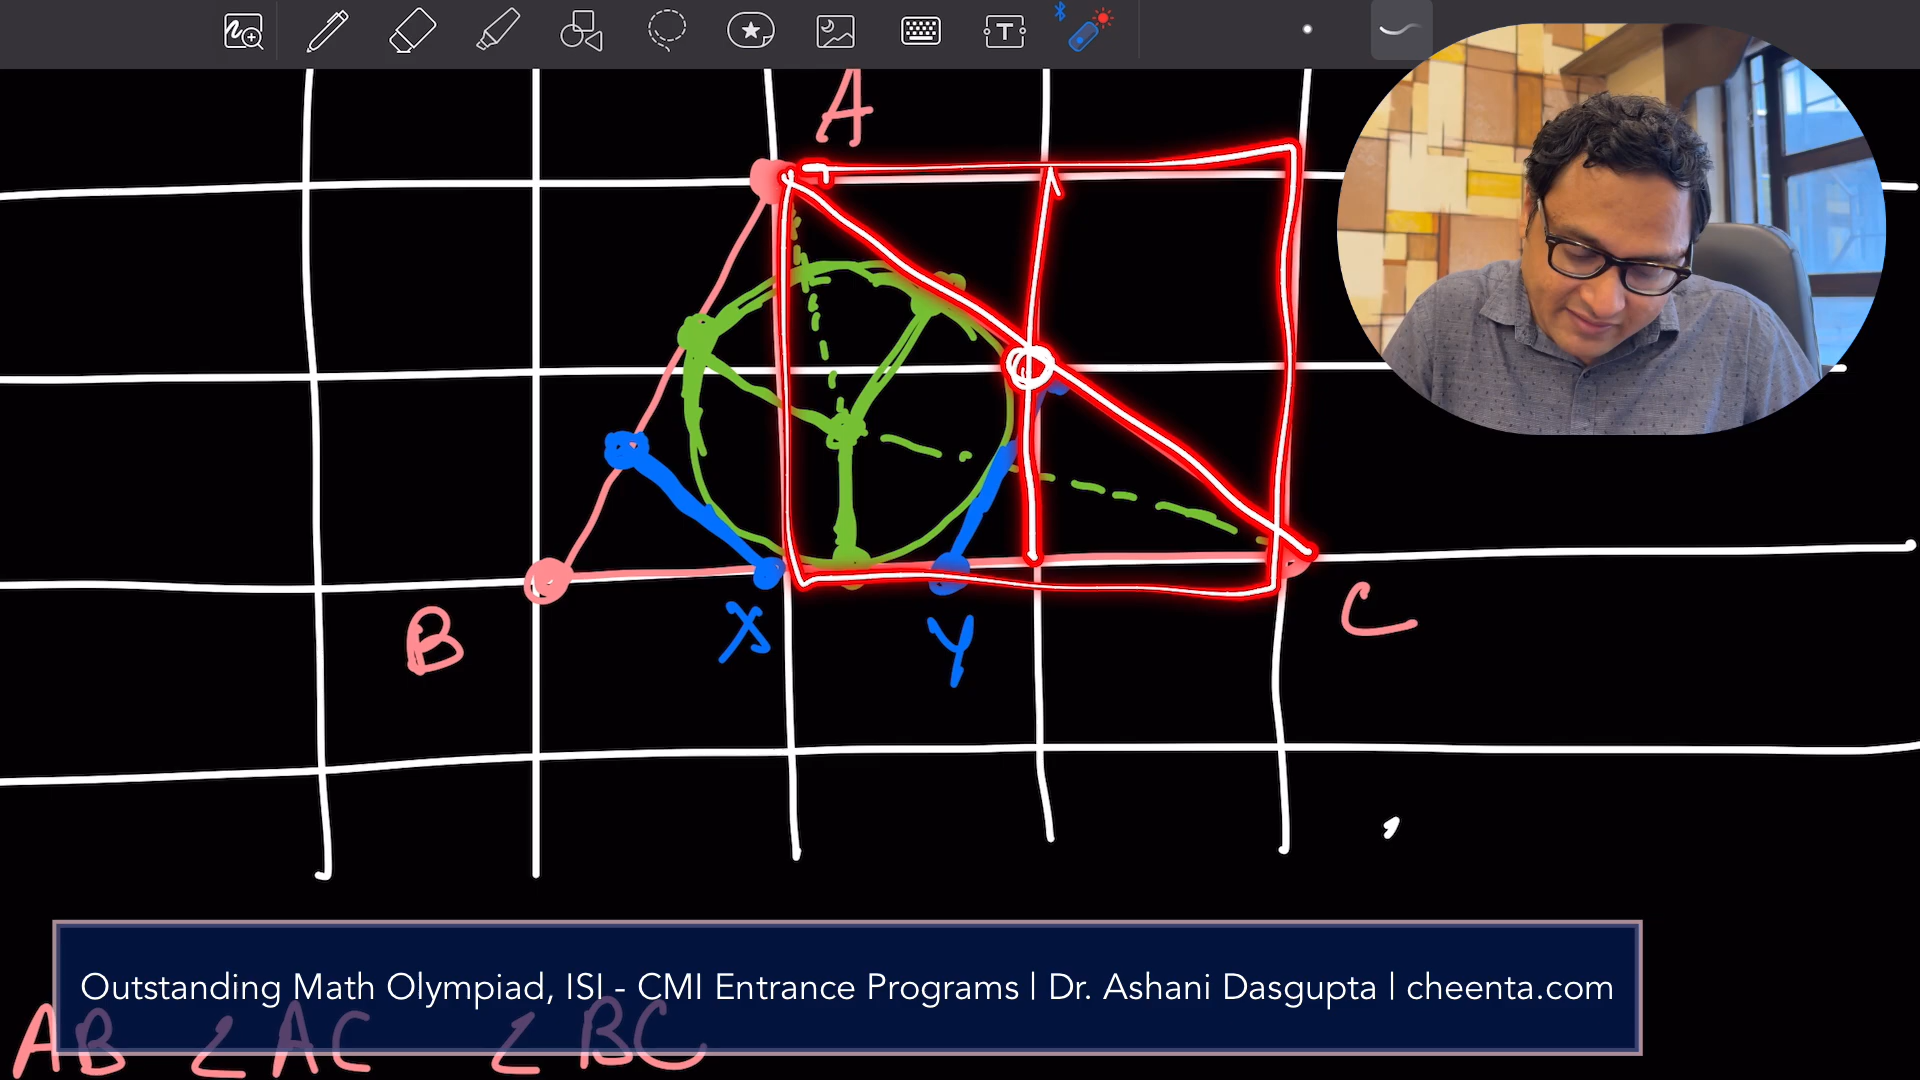 A
B
X
Y
C
Outstanding Math Olympiad, ISI - CMI Entrance Programs | Dr. Ashani Dasgupta | cheenta.com
AB < AC < BC